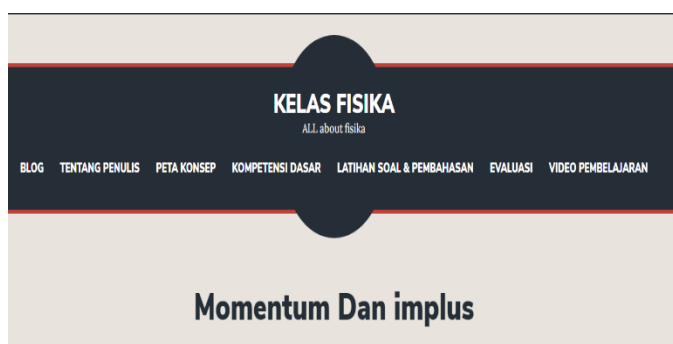 KELAS FISIKA
ALL about fisika
BLOG TENTANG PENULIS PETA KONSEP KOMPETENSI DASAR LATIHAN SOAL & PEMBAHASAN EVALUASI VIDEO PEMBELAJARAN
Momentum Dan implus